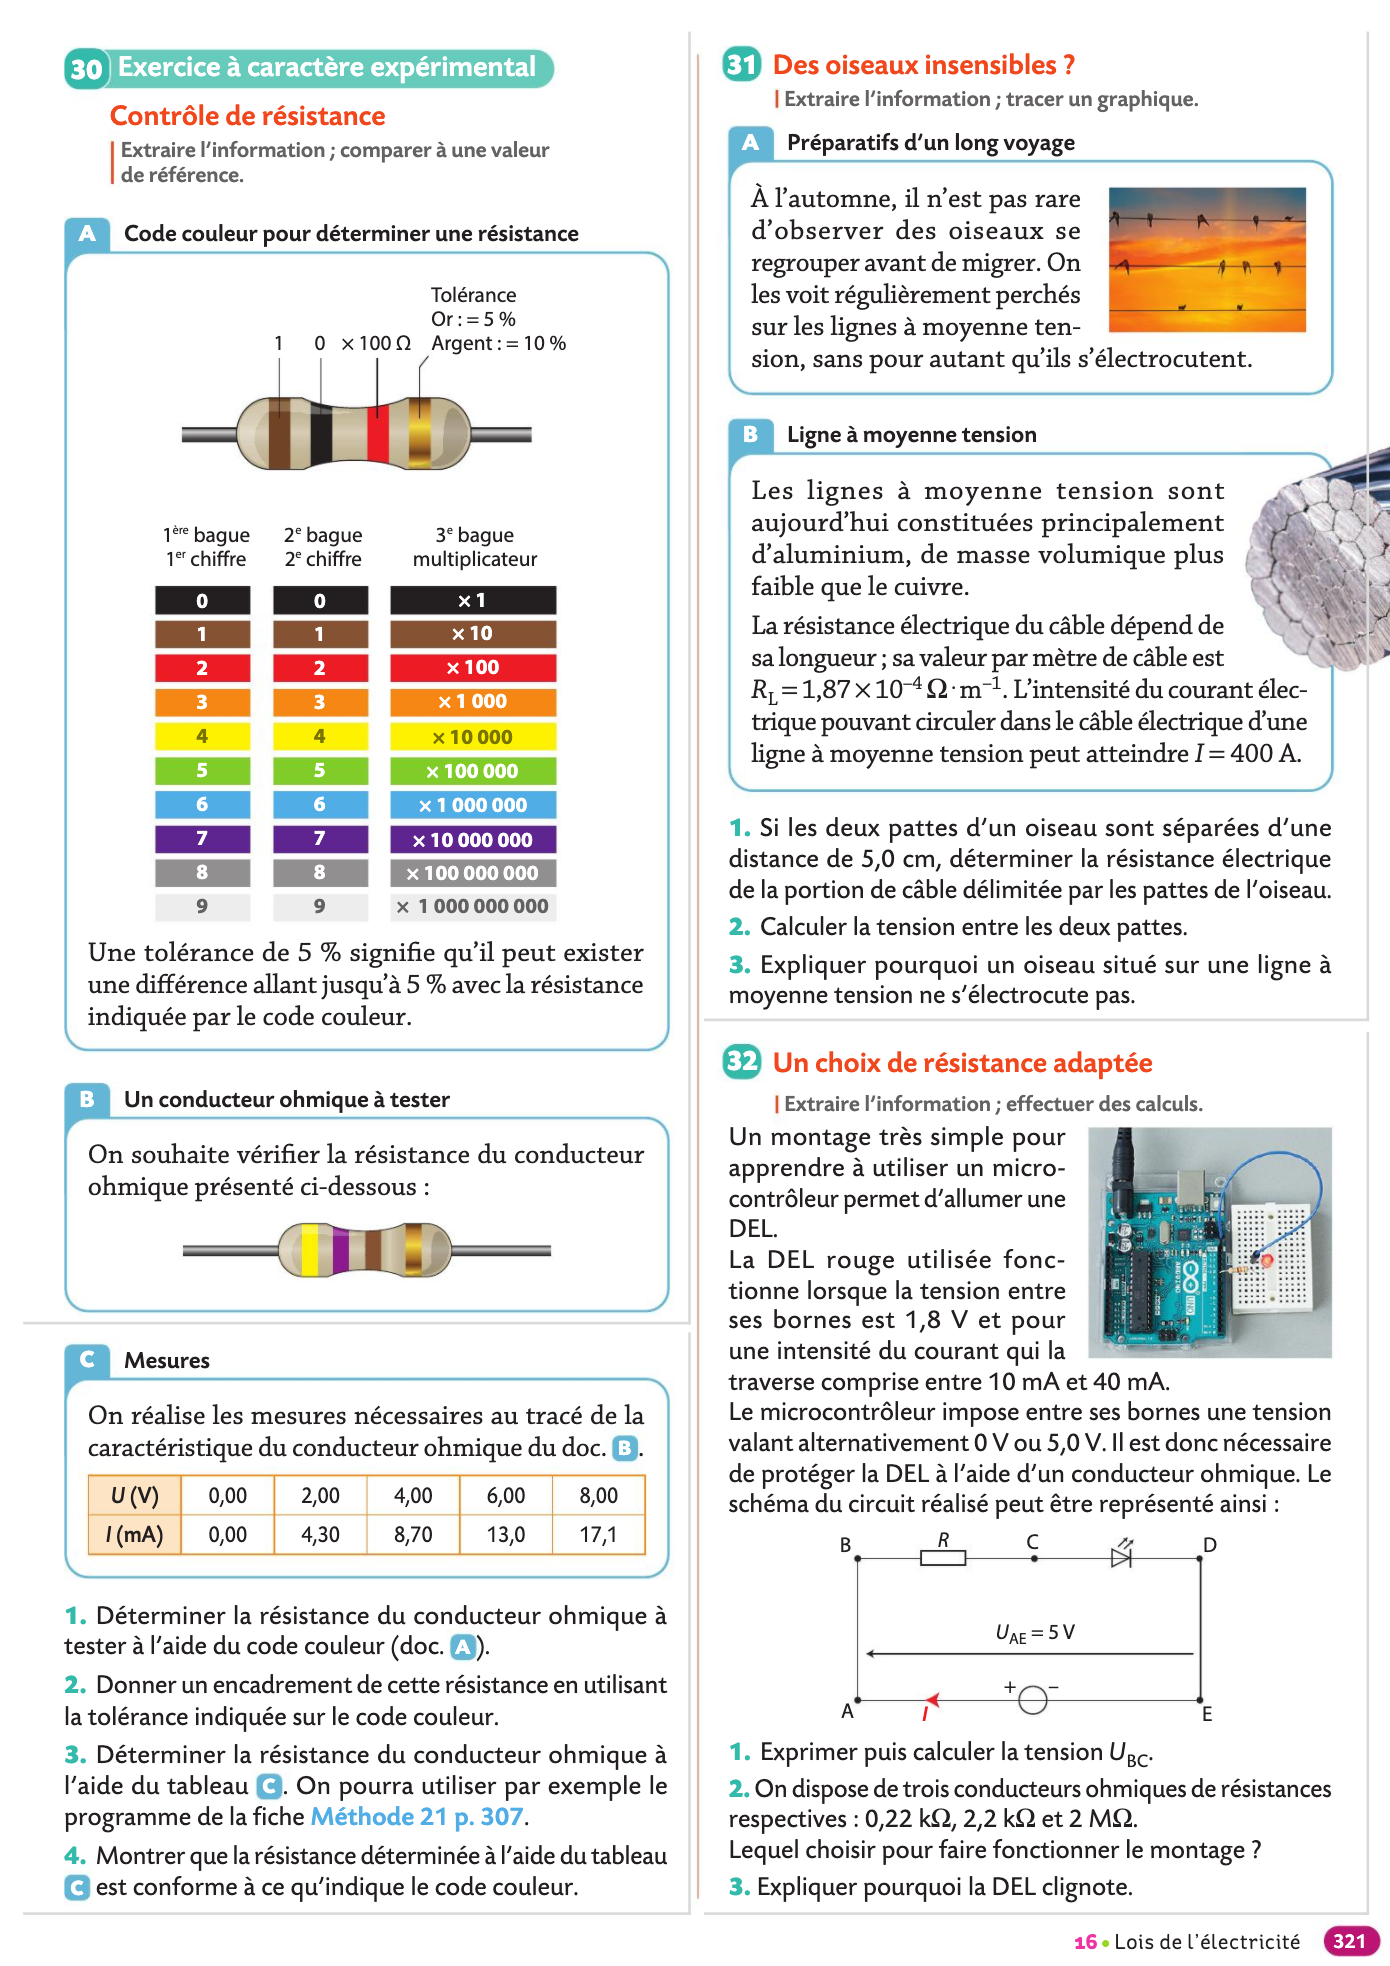 30 Exercice à caractère expérimental
Contrôle de résistance
Extraire l'information ; comparer à une valeur
de référence.
A Code couleur pour déterminer une résistance
Tolérance
Or : = 5 %
1 0 × 100 Ω Argent : = 10 %
1ère bague 2e bague 3e bague
1er chiffre 2e chiffre multiplicateur
0 0 × 1
1 1 × 10
2 2 × 100
3 3 × 1 000
4 4 × 10 000
5 5 × 100 000
6 6 × 1 000 000
7 7 × 10 000 000
8 8 × 100 000 000
9 9 × 1 000 000 000
Une tolérance de 5 % signifie qu'il peut exister
une différence allant jusqu'à 5 % avec la résistance
indiquée par le code couleur.
B Un conducteur ohmique à tester
On souhaite vérifier la résistance du conducteur
ohmique présenté ci-dessous :
C Mesures
On réalise les mesures nécessaires au tracé de la
caractéristique du conducteur ohmique du doc. B.
U (V) 0,00 2,00 4,00 6,00 8,00
I (mA) 0,00 4,30 8,70 13,0 17,1
1. Déterminer la résistance du conducteur ohmique à
tester à l'aide du code couleur (doc. A).
2. Donner un encadrement de cette résistance en utilisant
la tolérance indiquée sur le code couleur.
3. Déterminer la résistance du conducteur ohmique à
l'aide du tableau C. On pourra utiliser par exemple le
programme de la fiche Méthode 21 p. 307.
4. Montrer que la résistance déterminée à l'aide du tableau
C est conforme à ce qu'indique le code couleur.
31 Des oiseaux insensibles ?
Extraire l'information ; tracer un graphique.
A Préparatifs d'un long voyage
À l'automne, il n'est pas rare
d'observer des oiseaux se
regrouper avant de migrer. On
les voit régulièrement perchés
sur les lignes à moyenne ten-
sion, sans pour autant qu'ils s'électrocutent.
B Ligne à moyenne tension
Les lignes à moyenne tension sont
aujourd'hui constituées principalement
d'aluminium, de masse volumique plus
faible que le cuivre.
La résistance électrique du câble dépend de
sa longueur ; sa valeur par mètre de câble est
RL = 1,87 × 10⁻⁴ Ω · m⁻¹. L'intensité du courant élec-
trique pouvant circuler dans le câble électrique d'une
ligne à moyenne tension peut atteindre I = 400 A.
1. Si les deux pattes d'un oiseau sont séparées d'une
distance de 5,0 cm, déterminer la résistance électrique
de la portion de câble délimitée par les pattes de l'oiseau.
2. Calculer la tension entre les deux pattes.
3. Expliquer pourquoi un oiseau situé sur une ligne à
moyenne tension ne s'électrocute pas.
32 Un choix de résistance adaptée
Extraire l'information ; effectuer des calculs.
Un montage très simple pour
apprendre à utiliser un micro-
contrôleur permet d'allumer une
DEL.
La DEL rouge utilisée fonc-
tionne lorsque la tension entre
ses bornes est 1,8 V et pour
une intensité du courant qui la
traverse comprise entre 10 mA et 40 mA.
Le microcontrôleur impose entre ses bornes une tension
valant alternativement 0 V ou 5,0 V. Il est donc nécessaire
de protéger la DEL à l'aide d'un conducteur ohmique. Le
schéma du circuit réalisé peut être représenté ainsi :
B R C D
UAE = 5 V
+ −
A I E
1. Exprimer puis calculer la tension UBC.
2. On dispose de trois conducteurs ohmiques de résistances
respectives : 0,22 kΩ, 2,2 kΩ et 2 MΩ.
Lequel choisir pour faire fonctionner le montage ?
3. Expliquer pourquoi la DEL clignote.
16 • Lois de l'électricité 321